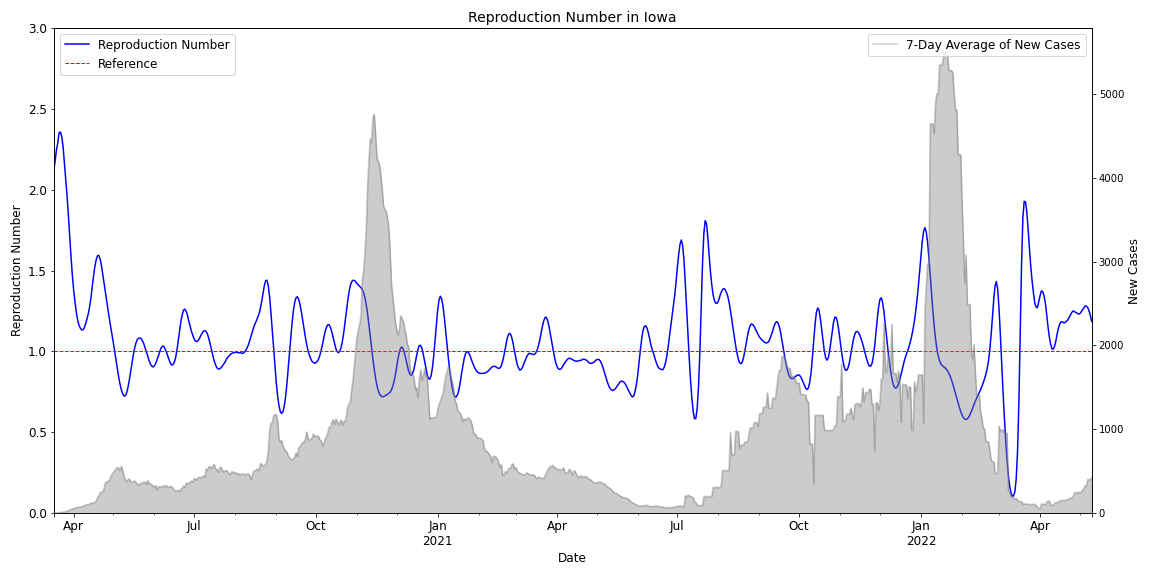 Reproduction Number in Iowa
Reproduction Number
Reference
7-Day Average of New Cases
3.0
2.5
2.0
1.5
1.0
0.5
0.0
Reproduction Number
5000
4000
3000
2000
1000
0
New Cases
Apr
Jul
Oct
Jan
2021
Apr
Jul
Oct
Jan
2022
Apr
Date